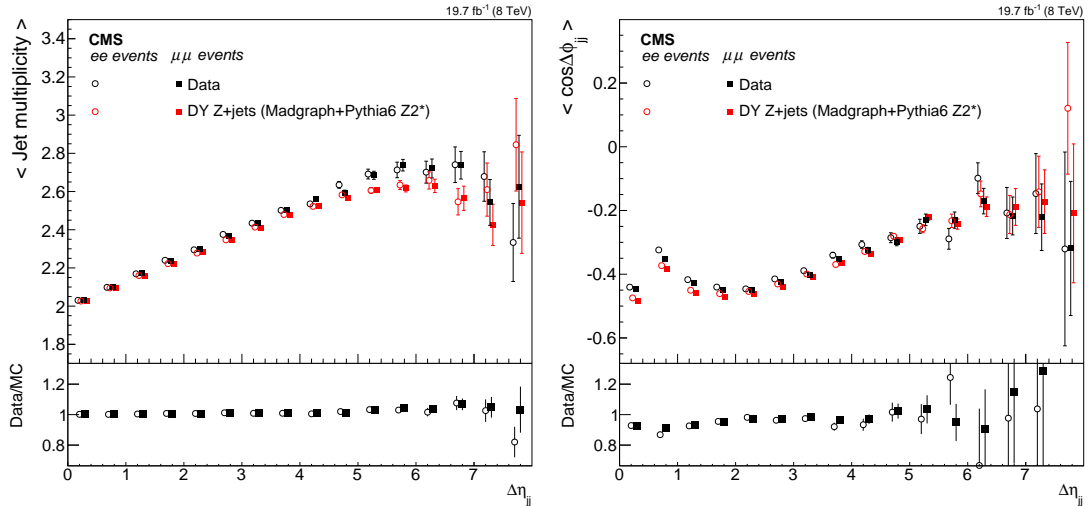 19.7 fb⁻¹ (8 TeV)
< Jet multiplicity >
CMS
ee events μμ events
Data
DY Z+jets (Madgraph+Pythia6 Z2*)
3.4
3.2
3
2.8
2.6
2.4
2.2
2
1.8
Data/MC
1.2
1
0.8
0 1 2 3 4 5 6 7
Δη_jj
19.7 fb⁻¹ (8 TeV)
< cosΔϕ_jj >
CMS
ee events μμ events
Data
DY Z+jets (Madgraph+Pythia6 Z2*)
0.2
0
-0.2
-0.4
-0.6
Data/MC
1.2
1
0.8
0 1 2 3 4 5 6 7
Δη_jj